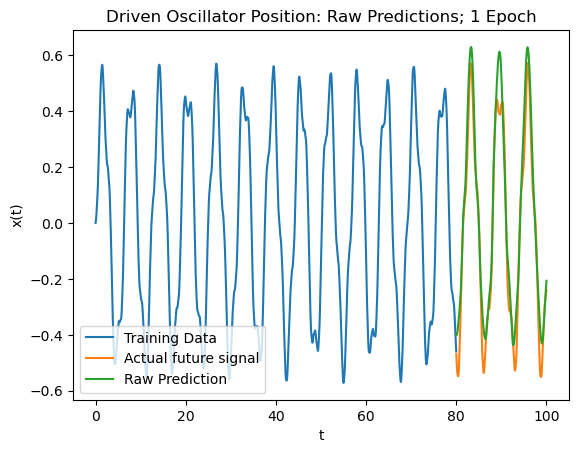 Driven Oscillator Position: Raw Predictions; 1 Epoch
x(t)
0.6
0.4
0.2
0.0
−0.2
−0.4
−0.6
Training Data
Actual future signal
Raw Prediction
0 20 40 60 80 100
t